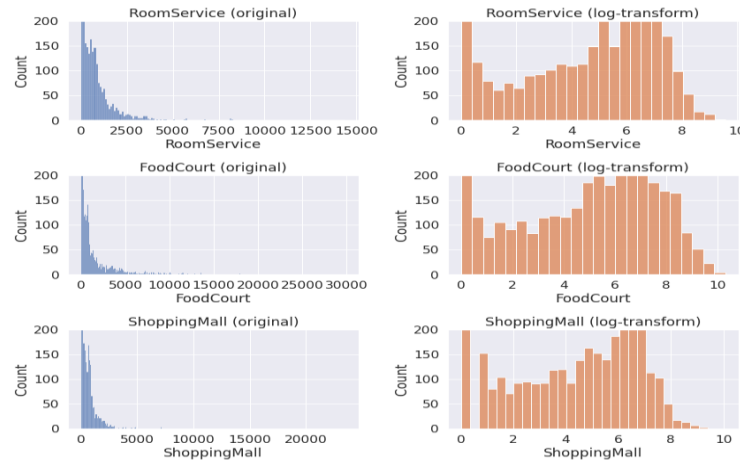 RoomService (original)
200
150
100
50
0
Count
0 2500 5000 7500 10000 12500 15000
RoomService
RoomService (log-transform)
200
150
100
50
0
Count
0 2 4 6 8 10
RoomService
FoodCourt (original)
200
150
100
50
0
Count
0 5000 10000 15000 20000 25000 30000
FoodCourt
FoodCourt (log-transform)
200
150
100
50
0
Count
0 2 4 6 8 10
FoodCourt
ShoppingMall (original)
200
150
100
50
0
Count
0 5000 10000 15000 20000
ShoppingMall
ShoppingMall (log-transform)
200
150
100
50
0
Count
0 2 4 6 8 10
ShoppingMall